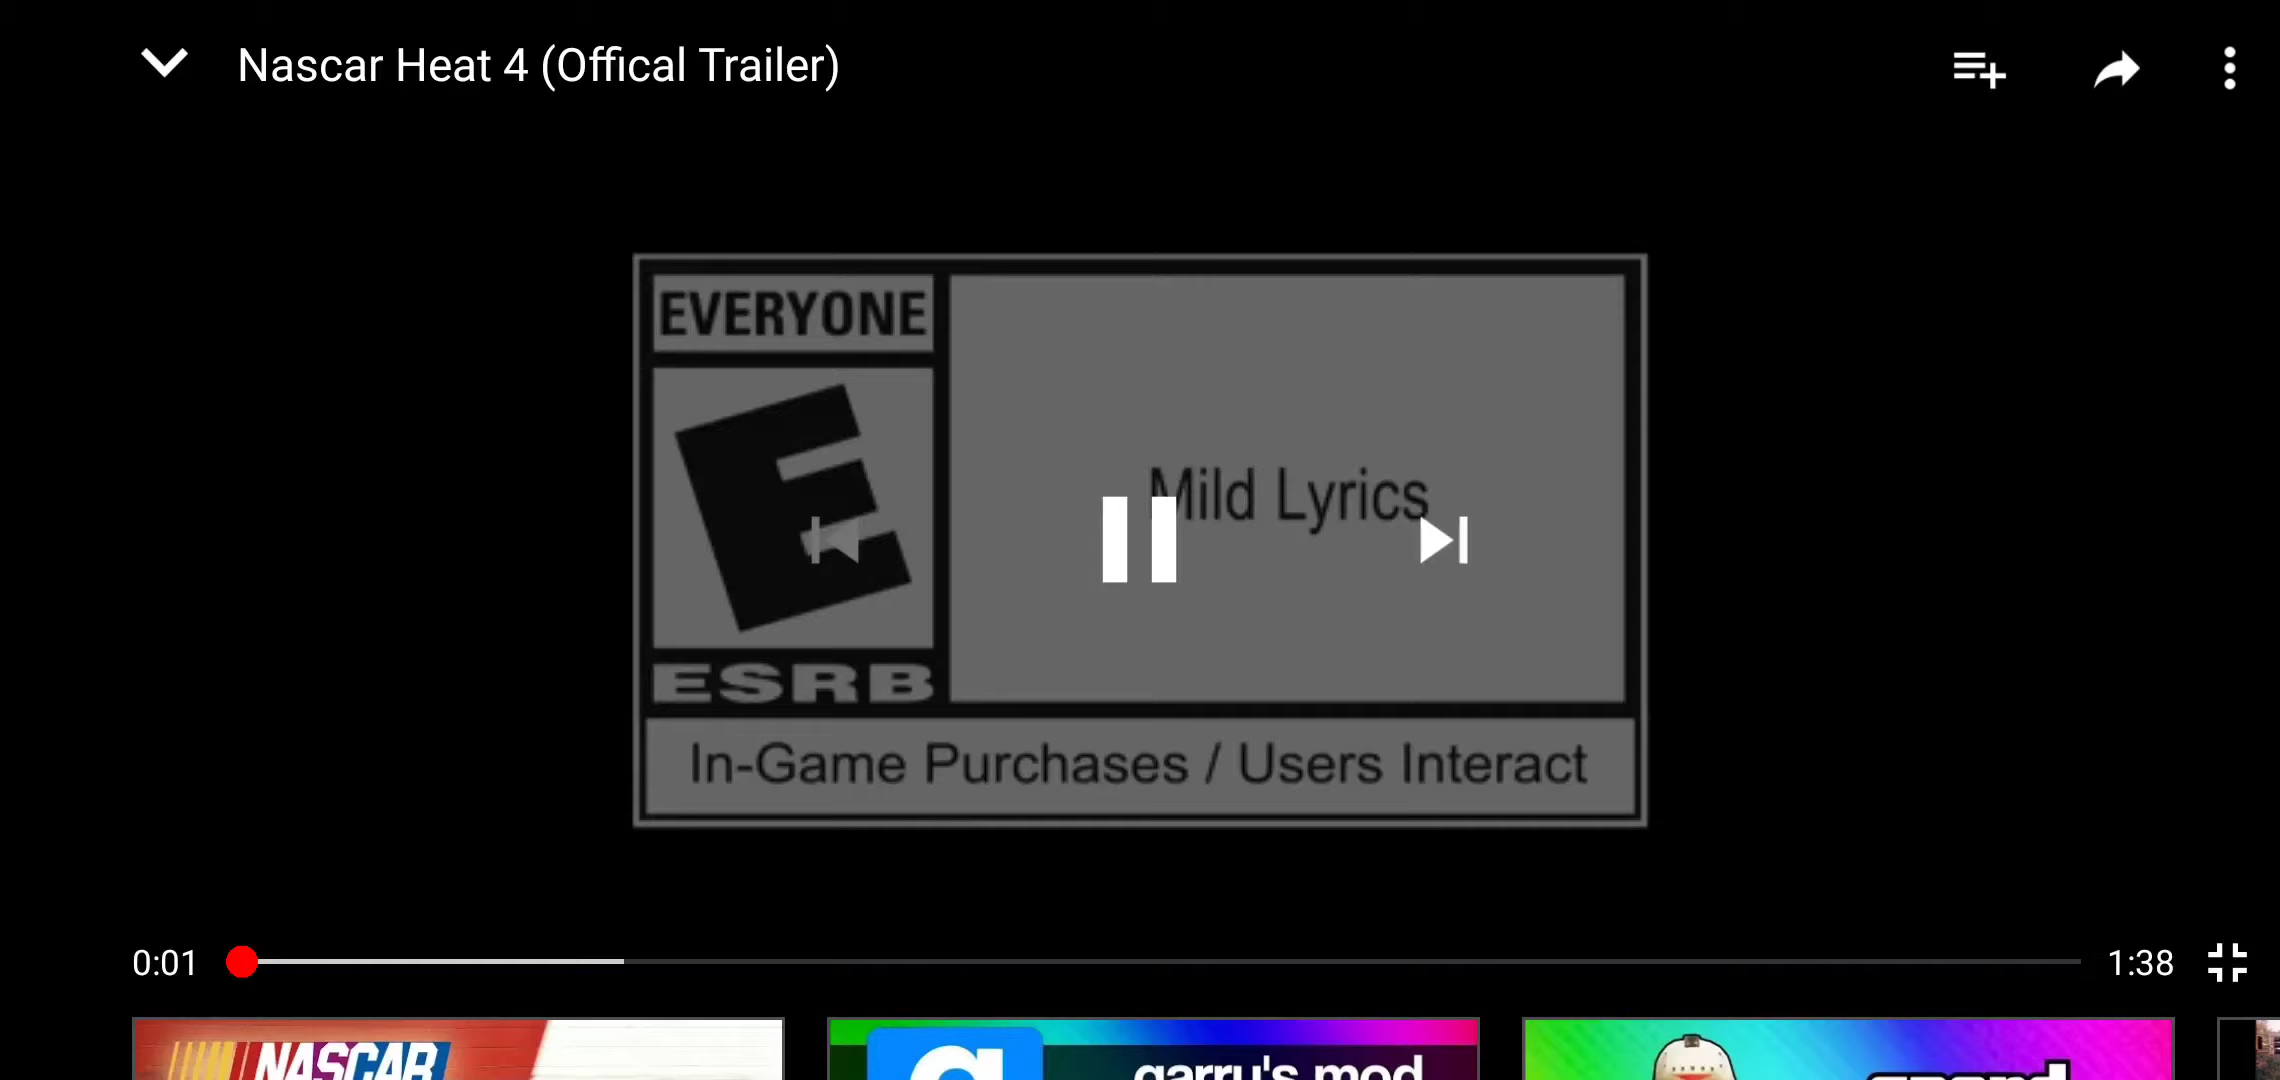 Nascar Heat 4 (Offical Trailer)
EVERYONE
E
Mild Lyrics
ESRB
In-Game Purchases / Users Interact
0:01
1:38
NASCAR
garry's mod